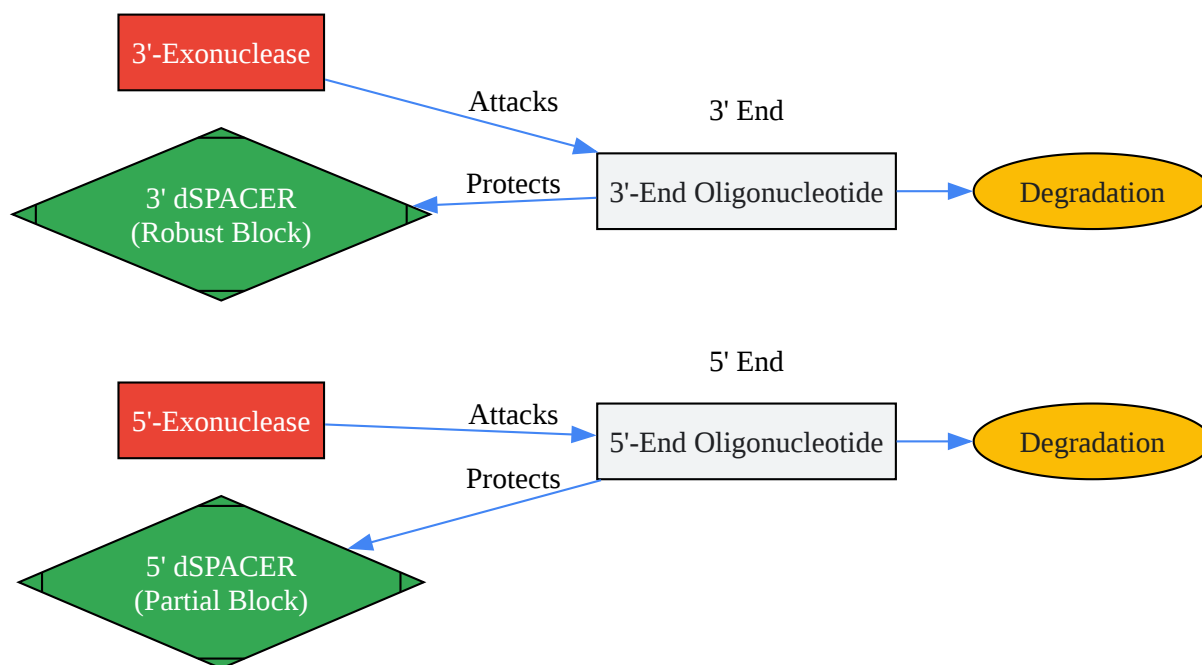 3'-Exonuclease
Attacks
3' End
3' dSPACER
(Robust Block)
Protects
3'-End Oligonucleotide
Degradation
5' End
5'-Exonuclease
Attacks
5'-End Oligonucleotide
Degradation
Protects
5' dSPACER
(Partial Block)